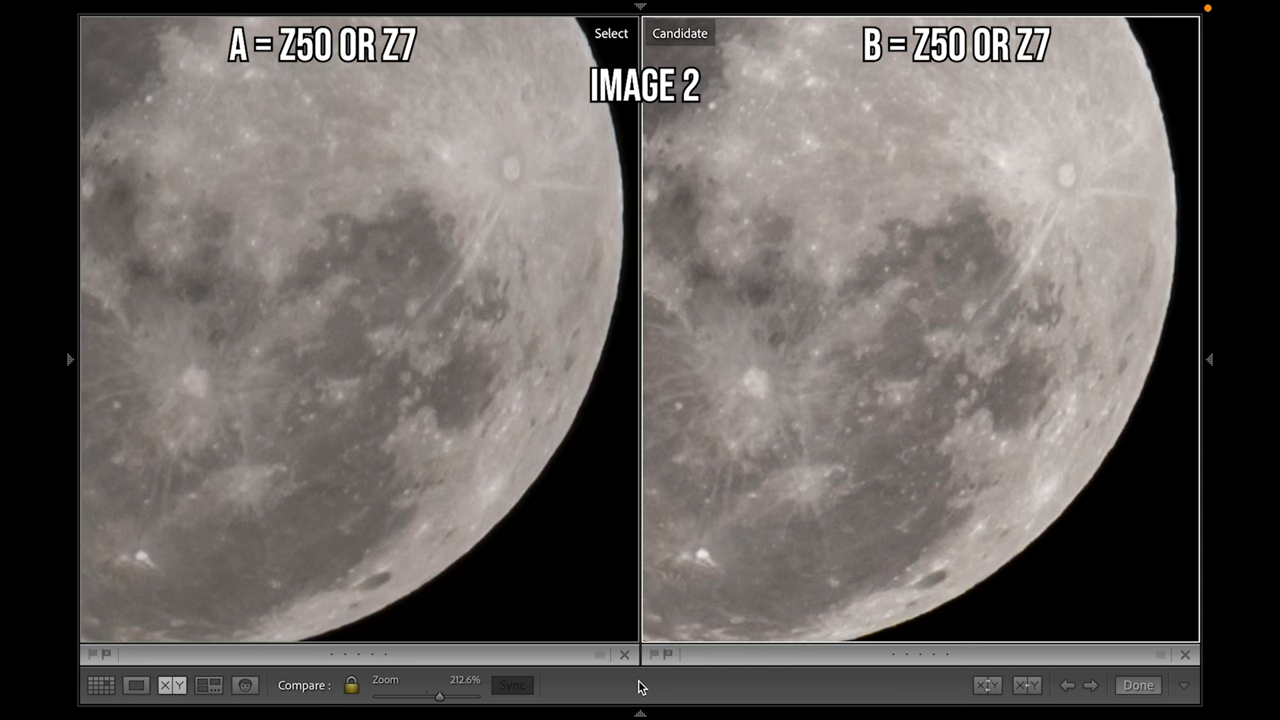 A = Z50 OR Z7
Select
Candidate
B = Z50 OR Z7
IMAGE 2
Compare :
Zoom
212.6%
Sync
Done